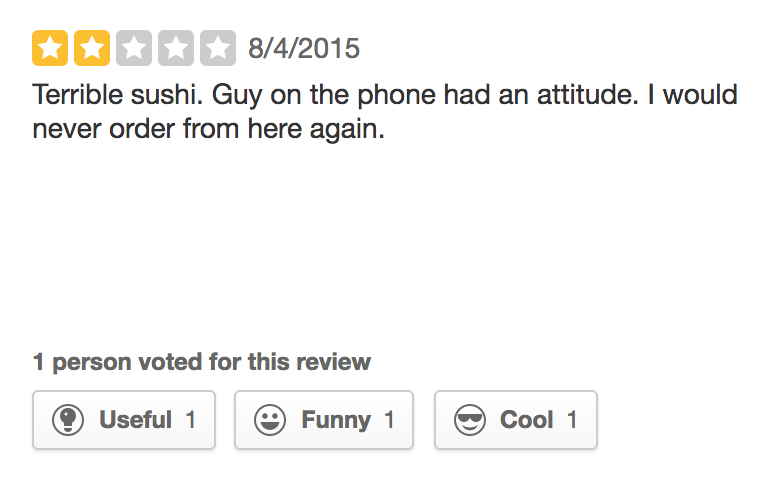 8/4/2015
Terrible sushi. Guy on the phone had an attitude. I would
never order from here again.
1 person voted for this review
Useful 1 Funny 1 Cool 1